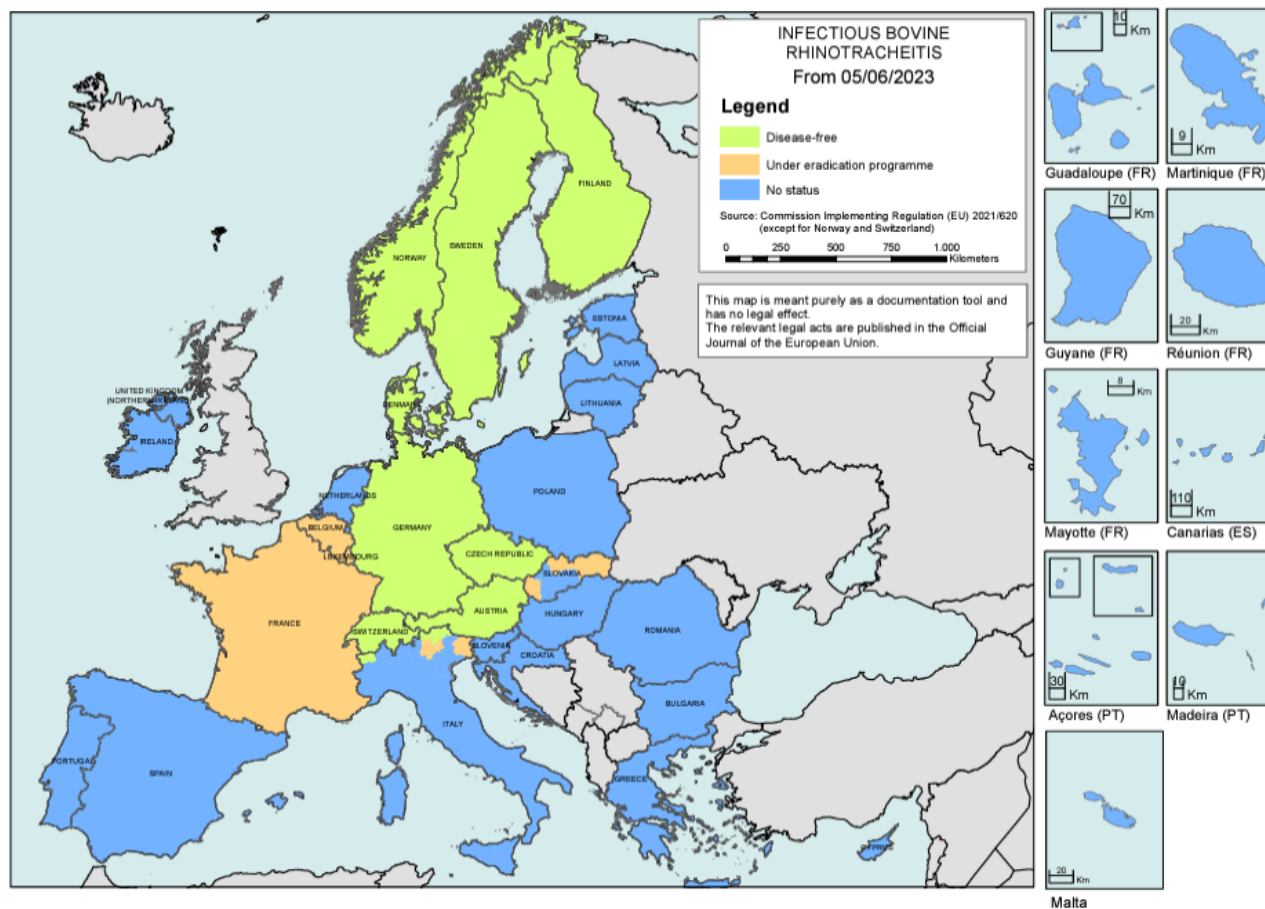 INFECTIOUS BOVINE
RHINOTRACHEITIS
From 05/06/2023
Legend
Disease-free
Under eradication programme
No status
Source: Commission Implementing Regulation (EU) 2021/620
(except for Norway and Switzerland)
0 250 500 750 1.000
Kilometers
This map is meant purely as a documentation tool and
has no legal effect.
The relevant legal acts are published in the Official
Journal of the European Union.
FINLAND
SWEDEN
NORWAY
ESTONIA
LATVIA
LITHUANIA
DENMARK
UNITED KINGDOM
(NORTHERN IRELAND)
IRELAND
NETHERLANDS
POLAND
BELGIUM
GERMANY
LUXEMBOURG
CZECH REPUBLIC
SLOVAKIA
AUSTRIA
HUNGARY
FRANCE
SWITZERLAND
ROMANIA
SLOVENIA
CROATIA
BULGARIA
ITALY
PORTUGAL
SPAIN
GREECE
CYPRUS
10
Km
Guadaloupe (FR)
9
Km
Martinique (FR)
70
Km
Guyane (FR)
20
Km
Réunion (FR)
8
Km
Mayotte (FR)
110
Km
Canarias (ES)
30
Km
Açores (PT)
10
Km
Madeira (PT)
20
Km
Malta